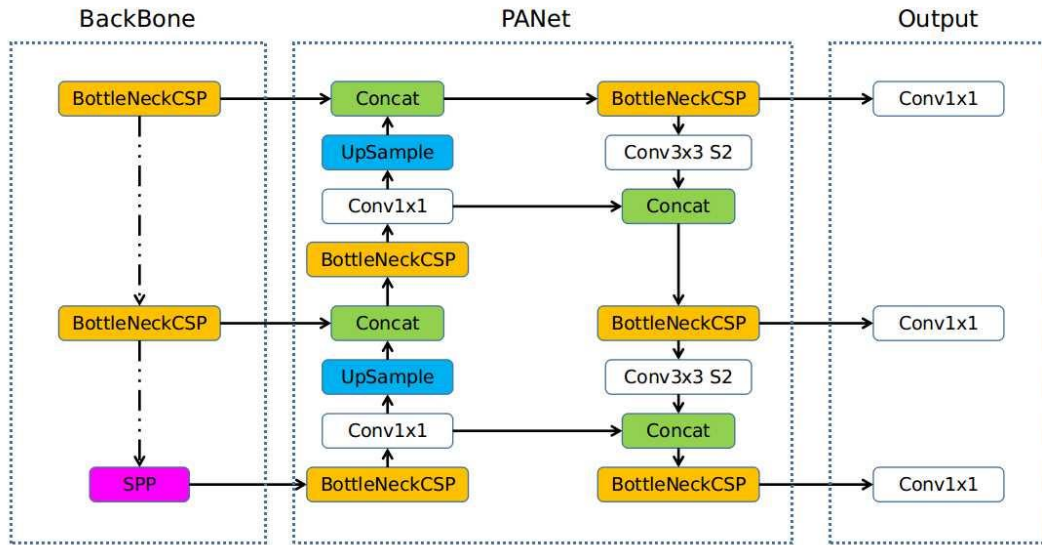 BackBone
PANet
Output
BottleNeckCSP
Concat
BottleNeckCSP
Conv1x1
UpSample
Conv3x3 S2
Conv1x1
Concat
BottleNeckCSP
BottleNeckCSP
Concat
BottleNeckCSP
Conv1x1
UpSample
Conv3x3 S2
Conv1x1
Concat
SPP
BottleNeckCSP
BottleNeckCSP
Conv1x1